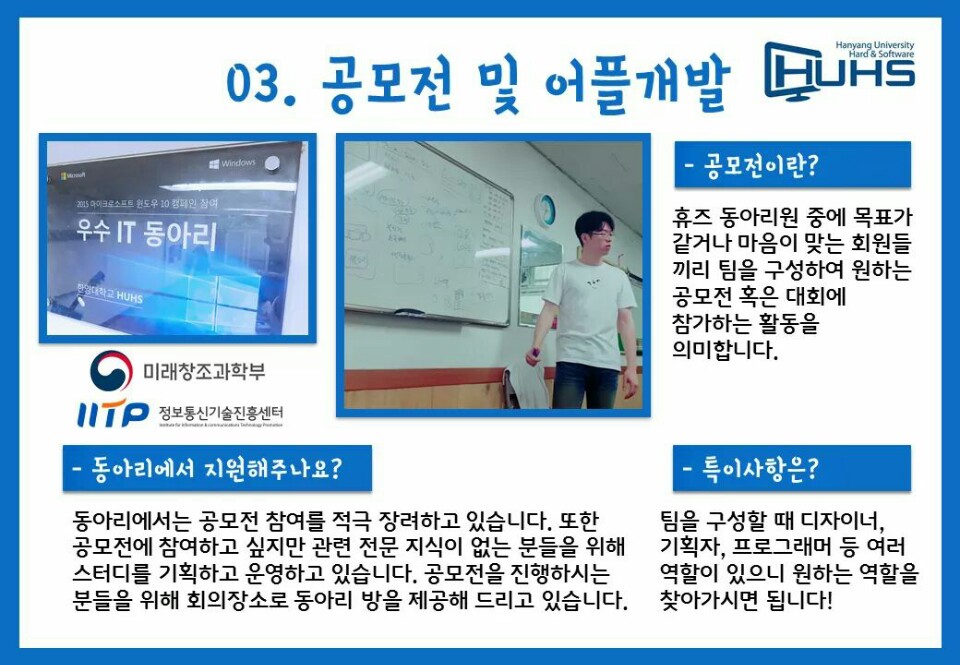 03. 공모전 및 어플개발
Hanyang University
Hard & Software
HUHS
Microsoft
Windows
2015 마이크로소프트 윈도우 10 캠페인 참여
우수 IT 동아리
한양대학교 HUHS
미래창조과학부
IITP 정보통신기술진흥센터
Institute for Information & communications Technology Promotion
- 공모전이란?
휴즈 동아리원 중에 목표가
같거나 마음이 맞는 회원들
끼리 팀을 구성하여 원하는
공모전 혹은 대회에
참가하는 활동을
의미합니다.
- 동아리에서 지원해주나요?
동아리에서는 공모전 참여를 적극 장려하고 있습니다. 또한
공모전에 참여하고 싶지만 관련 전문 지식이 없는 분들을 위해
스터디를 기획하고 운영하고 있습니다. 공모전을 진행하시는
분들을 위해 회의장소로 동아리 방을 제공해 드리고 있습니다.
- 특이사항은?
팀을 구성할 때 디자이너,
기획자, 프로그래머 등 여러
역할이 있으니 원하는 역할을
찾아가시면 됩니다!